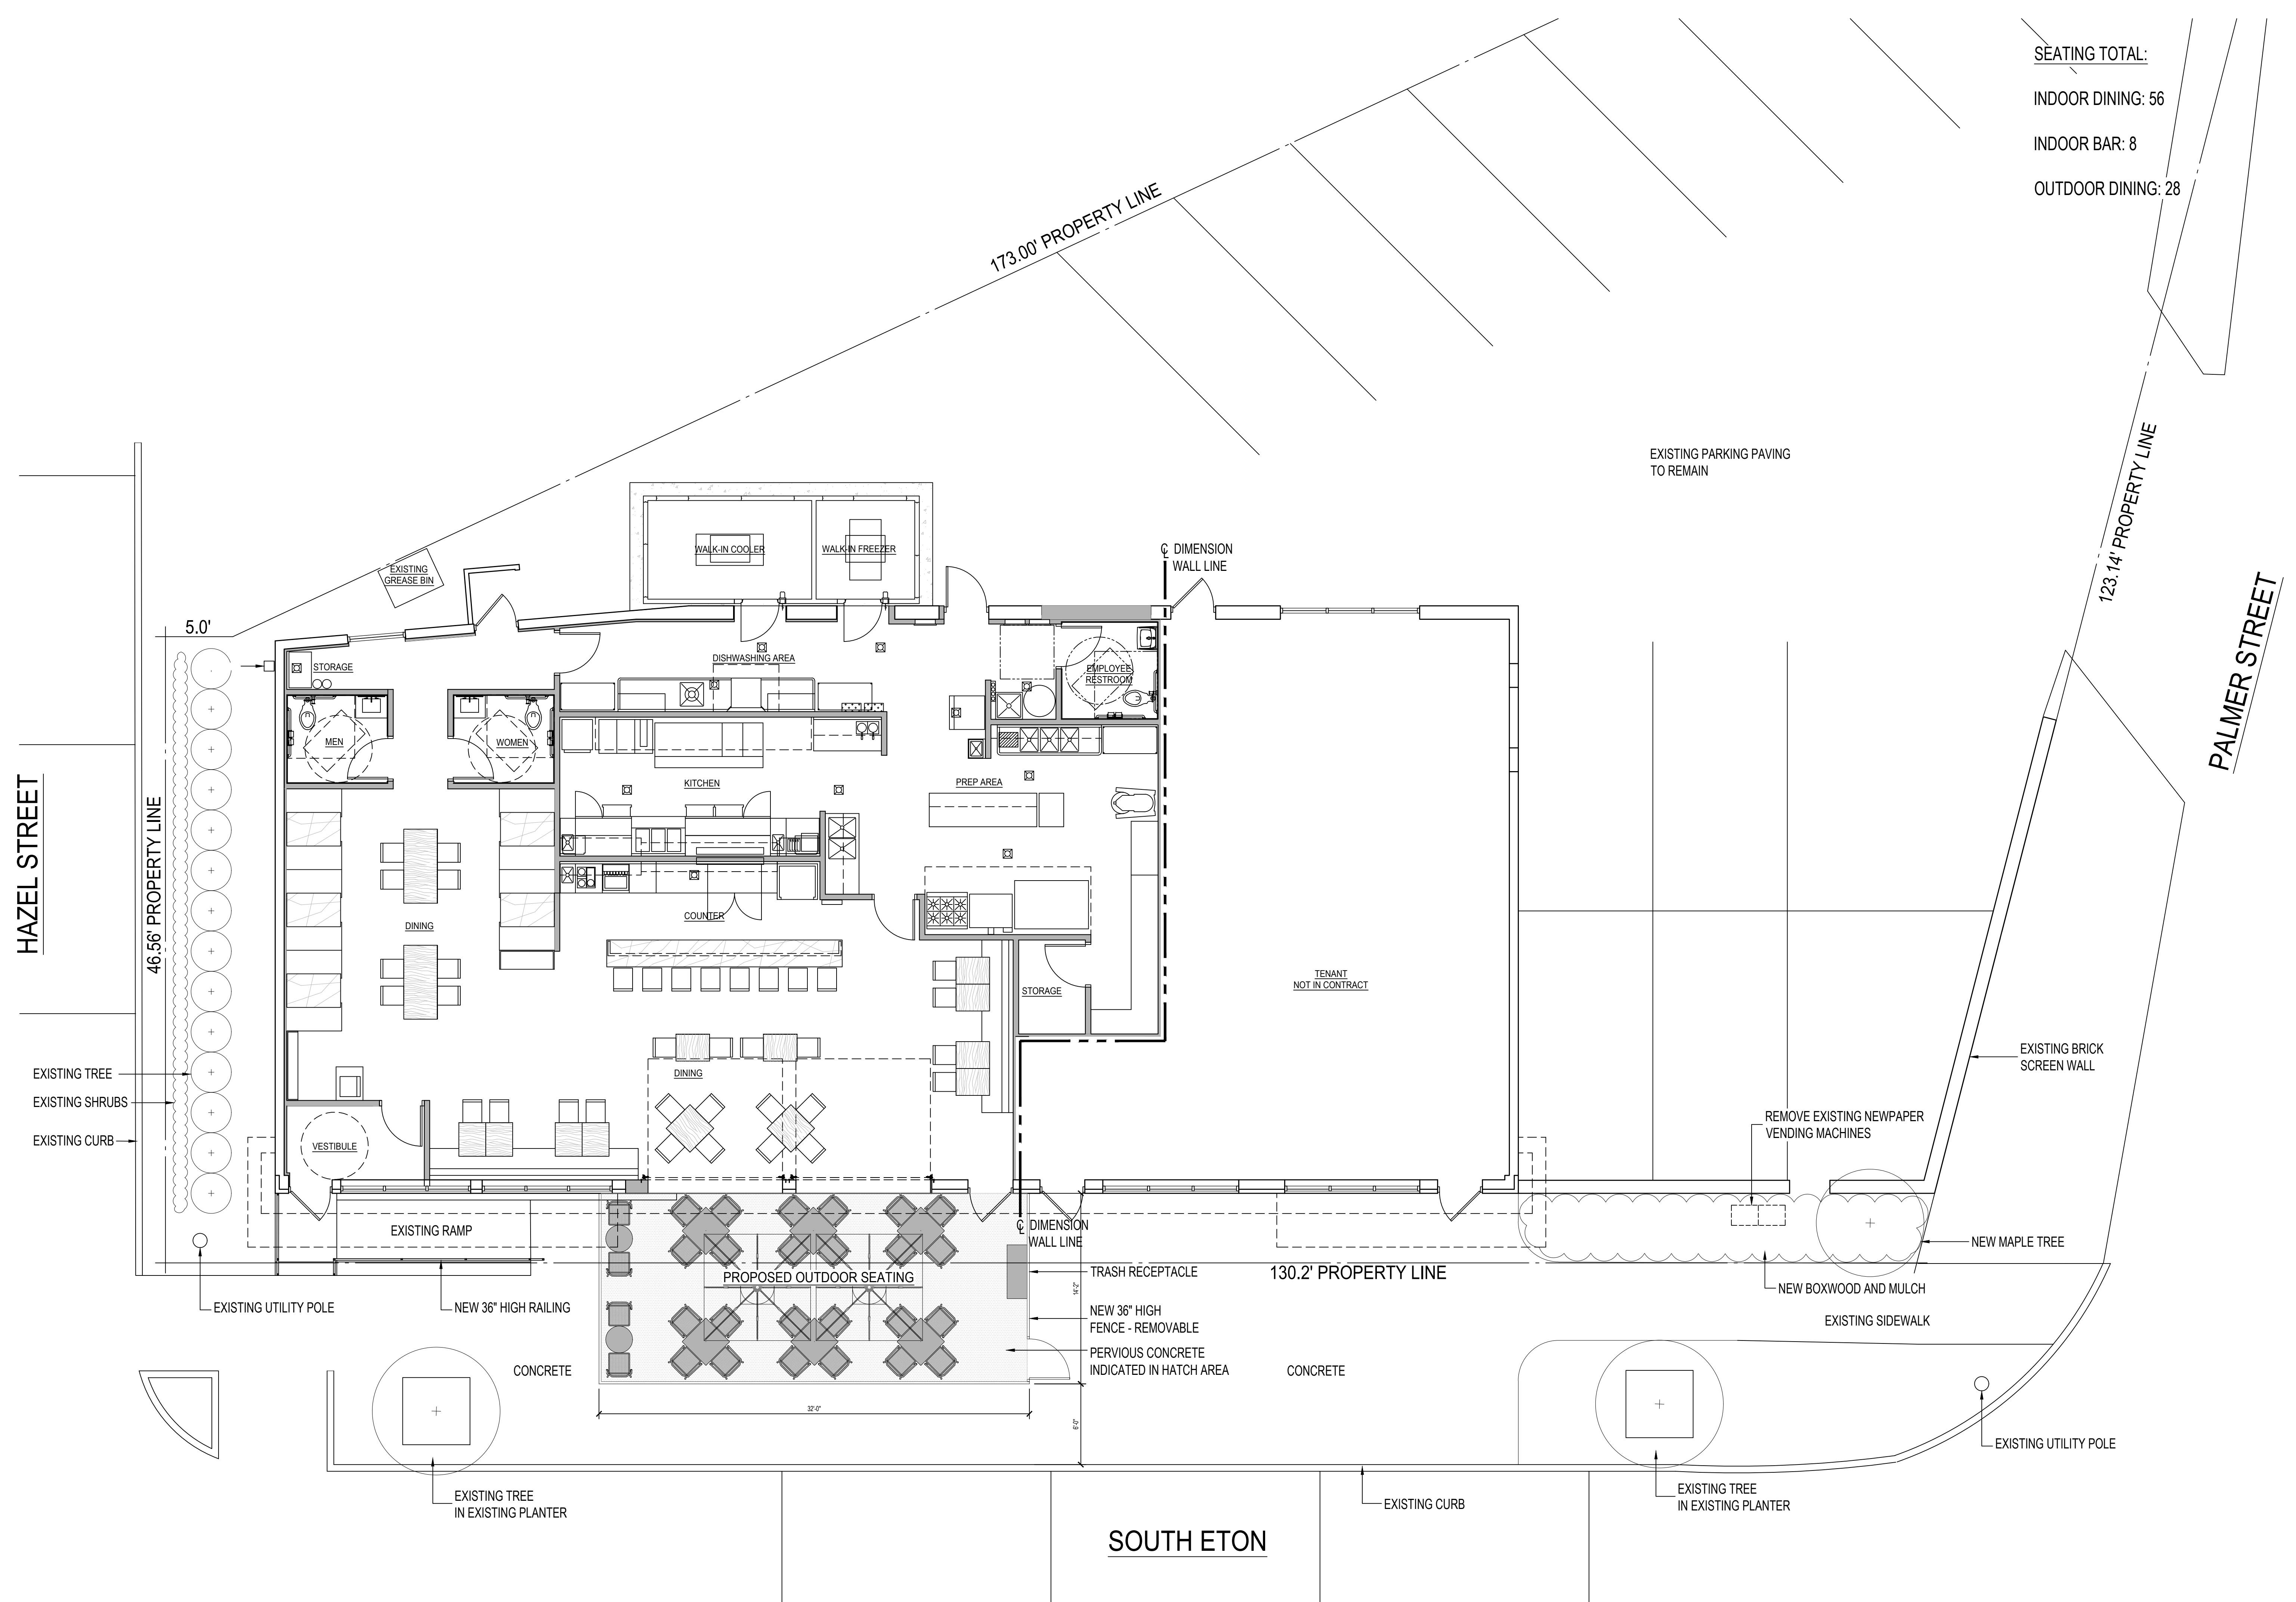 SEATING TOTAL:
INDOOR DINING: 56
INDOOR BAR: 8
OUTDOOR DINING: 28
173.00' PROPERTY LINE
EXISTING PARKING PAVING
TO REMAIN
123.14' PROPERTY LINE
PALMER STREET
WALK-IN COOLER
WALK-IN FREEZER
℄ DIMENSION
WALL LINE
EXISTING
GREASE BIN
5.0'
STORAGE
DISHWASHING AREA
EMPLOYEE
RESTROOM
MEN
WOMEN
KITCHEN
PREP AREA
HAZEL STREET
46.56' PROPERTY LINE
DINING
COUNTER
STORAGE
TENANT
NOT IN CONTRACT
DINING
EXISTING TREE
EXISTING SHRUBS
EXISTING CURB
VESTIBULE
EXISTING BRICK
SCREEN WALL
REMOVE EXISTING NEWPAPER
VENDING MACHINES
EXISTING RAMP
℄ DIMENSION
WALL LINE
NEW MAPLE TREE
PROPOSED OUTDOOR SEATING
TRASH RECEPTACLE
130.2' PROPERTY LINE
14'-2"
NEW BOXWOOD AND MULCH
EXISTING UTILITY POLE
NEW 36" HIGH RAILING
NEW 36" HIGH
FENCE - REMOVABLE
EXISTING SIDEWALK
PERVIOUS CONCRETE
INDICATED IN HATCH AREA
CONCRETE
CONCRETE
32'-0"
6'-0"
EXISTING UTILITY POLE
EXISTING TREE
IN EXISTING PLANTER
EXISTING CURB
EXISTING TREE
IN EXISTING PLANTER
SOUTH ETON